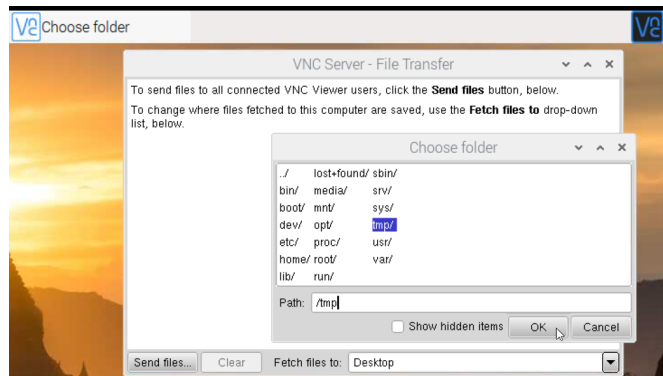 V2 Choose folder
V2
VNC Server - File Transfer
To send files to all connected VNC Viewer users, click the Send files button, below.
To change where files fetched to this computer are saved, use the Fetch files to drop-down
list, below.
Choose folder
../ lost+found/ sbin/
bin/ media/ srv/
boot/ mnt/ sys/
dev/ opt/ tmp/
etc/ proc/ usr/
home/ root/ var/
lib/ run/
Path: /tmp
Show hidden items OK Cancel
Send files... Clear Fetch files to: Desktop